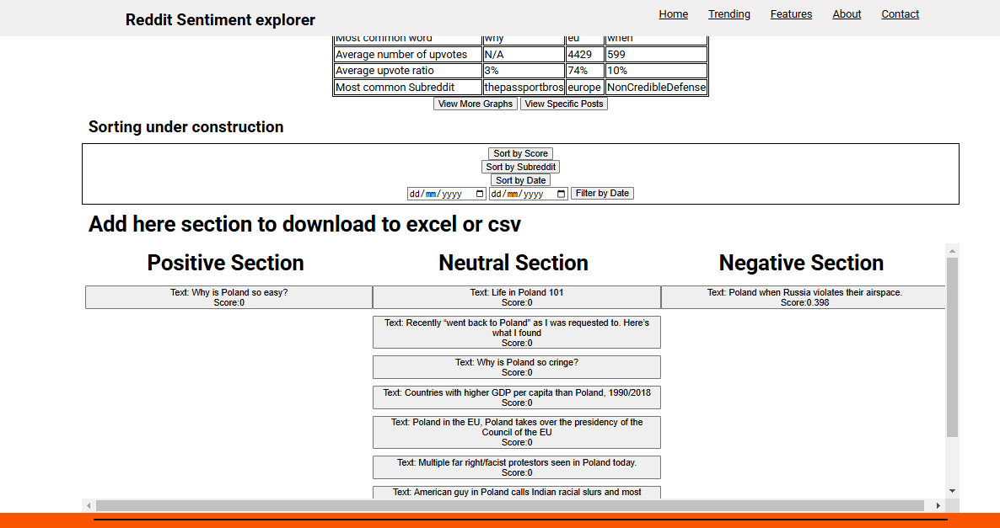 Reddit Sentiment explorer
Home Trending Features About Contact
Most common word why eu when
Average number of upvotes N/A 4429 599
Average upvote ratio 3% 74% 10%
Most common Subreddit thepassportbros europe NonCredibleDefense
View More Graphs View Specific Posts
Sorting under construction
Sort by Score
Sort by Subreddit
Sort by Date
dd/mm/yyyy dd/mm/yyyy Filter by Date
Add here section to download to excel or csv
Positive Section Neutral Section Negative Section
Text: Why is Poland so easy?
Score:0
Text: Life in Poland 101
Score:0
Text: Poland when Russia violates their airspace.
Score:0.398
Text: Recently “went back to Poland” as I was requested to. Here’s
what I found
Score:0
Text: Why is Poland so cringe?
Score:0
Text: Countries with higher GDP per capita than Poland, 1990/2018
Score:0
Text: Poland in the EU, Poland takes over the presidency of the
Council of the EU
Score:0
Text: Multiple far right/facist protestors seen in Poland today.
Score:0
Text: American guy in Poland calls Indian racial slurs and most